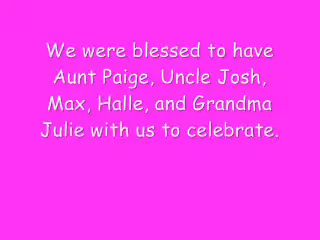 We were blessed to have
Aunt Paige, Uncle Josh,
Max, Halle, and Grandma
Julie with us to celebrate.